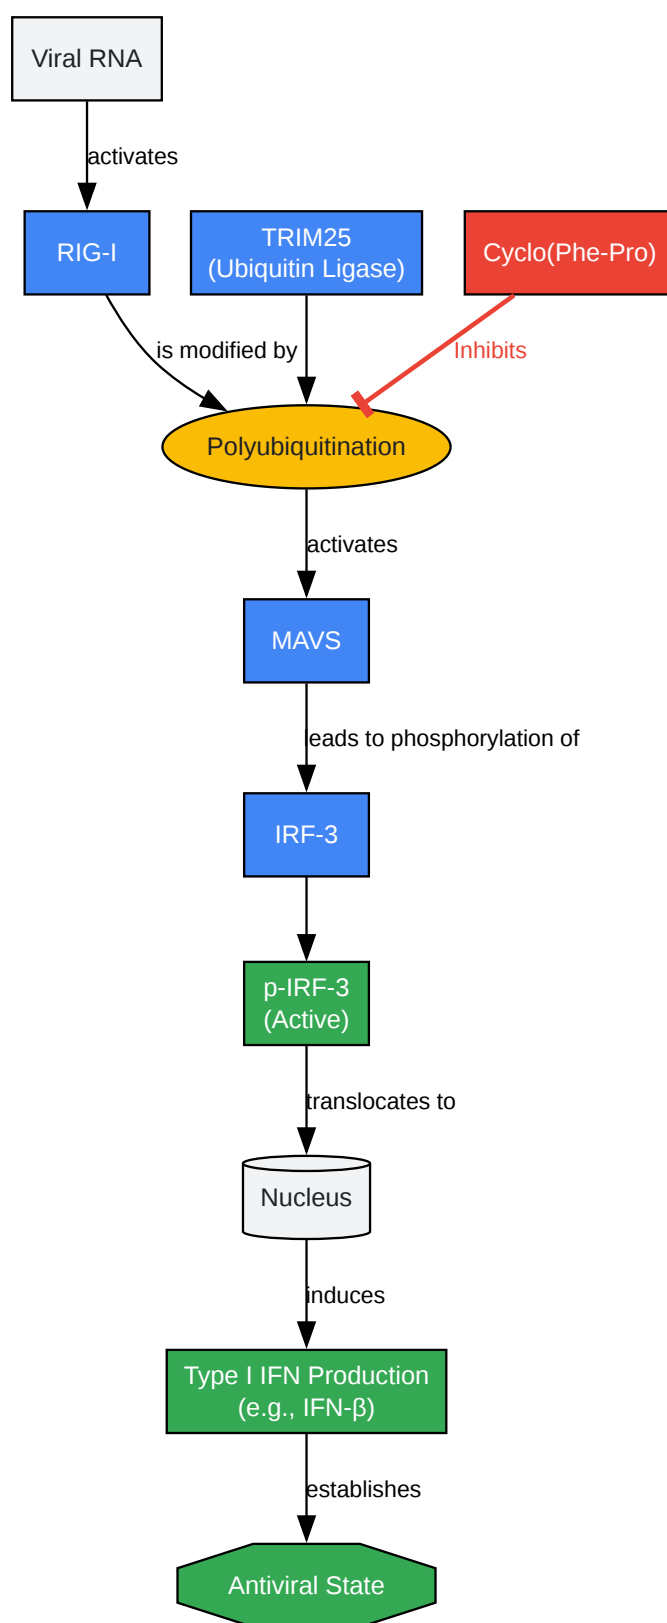 Viral RNA
activates
RIG-I
TRIM25
(Ubiquitin Ligase)
Cyclo(Phe-Pro)
is modified by
Inhibits
Polyubiquitination
activates
MAVS
leads to phosphorylation of
IRF-3
p-IRF-3
(Active)
translocates to
Nucleus
induces
Type I IFN Production
(e.g., IFN-β)
establishes
Antiviral State